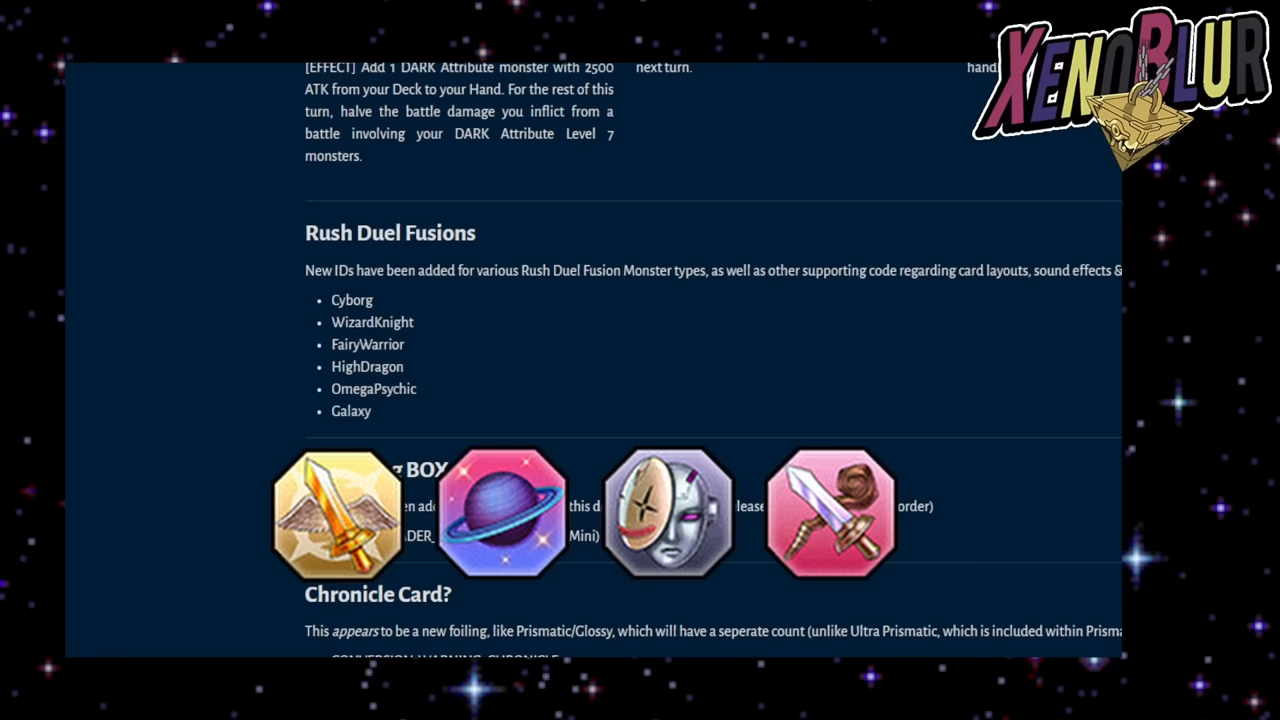 XENOBLUR
[EFFECT] Add 1 DARK Attribute monster with 2500
ATK from your Deck to your Hand. For the rest of this
turn, halve the battle damage you inflict from a
battle involving your DARK Attribute Level 7
monsters.
next turn.
hand
Rush Duel Fusions
New IDs have been added for various Rush Duel Fusion Monster types, as well as other supporting code regarding card layouts, sound effects &
• Cyborg
• WizardKnight
• FairyWarrior
• HighDragon
• OmegaPsychic
• Galaxy
g BOX
en add this d lease order)
ADER_ Mini)
Chronicle Card?
This appears to be a new foiling, like Prismatic/Glossy, which will have a seperate count (unlike Ultra Prismatic, which is included within Prisma
CONVERSION_WARNING_CHRONICLE